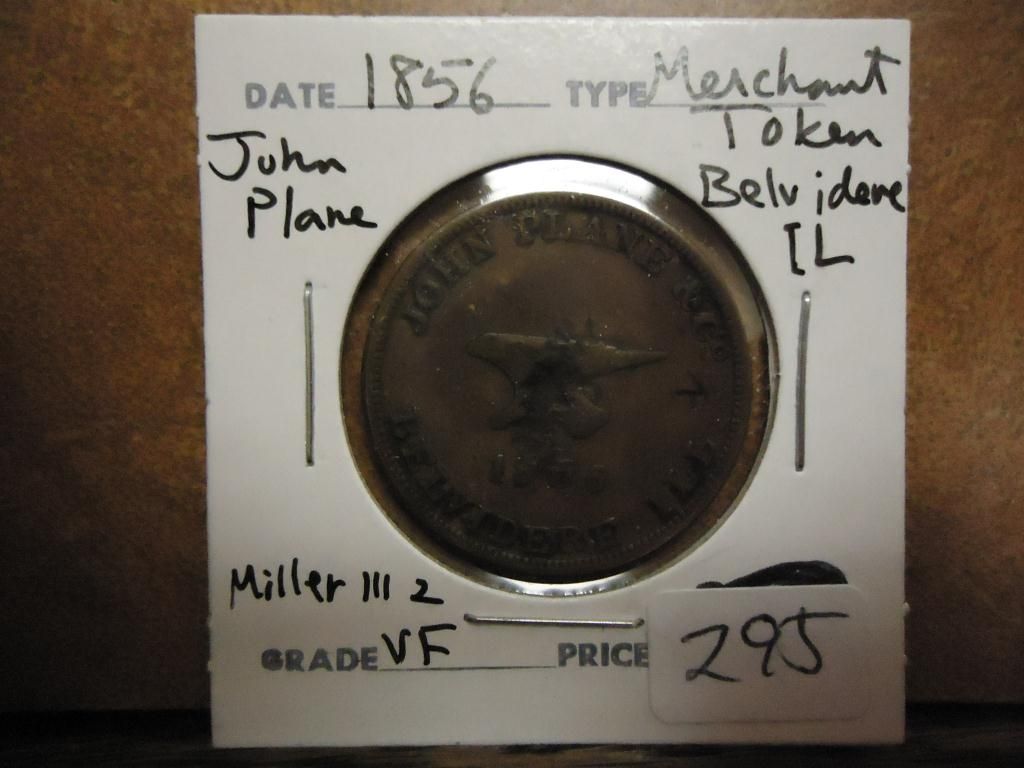 DATE 1856 TYPE Merchant
Token
John
Plane
Belvidere
IL
JOHN PLANE & Co
BELVIDERE ILL
Miller Ill 2
GRADE VF PRICE 295